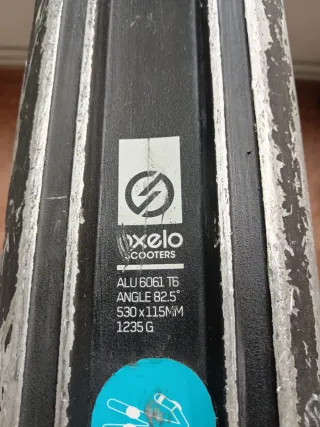 oxelo
SCOOTERS
ALU 6061 T6
ANGLE 82.5°
530 x 115MM
1235 G